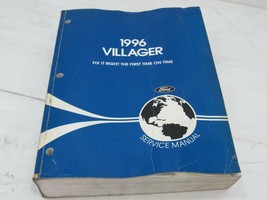 1996
VILLAGER
FIX IT RIGHT THE FIRST TIME ON TIME
Ford
SERVICE MANUAL